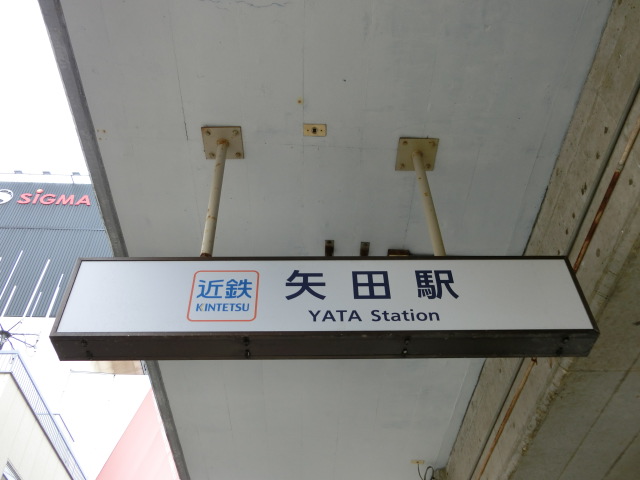 SiGMA
近鉄
KINTETSU
矢田駅
YATA Station